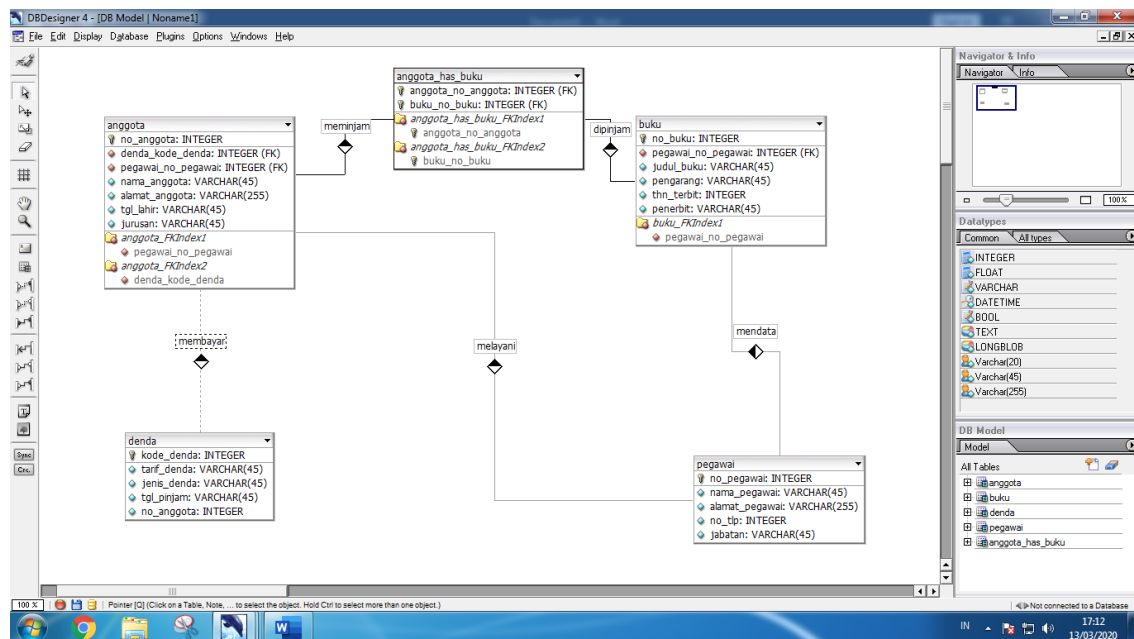 DBDesigner 4 - [DB Model | Noname1]
File Edit Display Database Plugins Options Windows Help
anggota_has_buku
anggota_no_anggota: INTEGER (FK)
buku_no_buku: INTEGER (FK)
anggota_has_buku_FKIndex1
anggota_no_anggota
anggota_has_buku_FKIndex2
buku_no_buku
meminjam
dipinjam
anggota
no_anggota: INTEGER
denda_kode_denda: INTEGER (FK)
pegawai_no_pegawai: INTEGER (FK)
nama_anggota: VARCHAR(45)
alamat_anggota: VARCHAR(255)
tgl_lahir: VARCHAR(45)
jurusan: VARCHAR(45)
anggota_FKIndex1
pegawai_no_pegawai
anggota_FKIndex2
denda_kode_denda
buku
no_buku: INTEGER
pegawai_no_pegawai: INTEGER (FK)
judul_buku: VARCHAR(45)
pengarang: VARCHAR(45)
thn_terbit: INTEGER
penerbit: VARCHAR(45)
buku_FKIndex1
pegawai_no_pegawai
membayar
melayani
mendata
denda
kode_denda: INTEGER
tarif_denda: VARCHAR(45)
jenis_denda: VARCHAR(45)
tgl_pinjam: VARCHAR(45)
no_anggota: INTEGER
pegawai
no_pegawai: INTEGER
nama_pegawai: VARCHAR(45)
alamat_pegawai: VARCHAR(255)
no_tlp: INTEGER
jabatan: VARCHAR(45)
Navigator & Info
Navigator Info
100%
Datatypes
Common All types
INTEGER
FLOAT
VARCHAR
DATETIME
BOOL
TEXT
LONGBLOB
Varchar(20)
Varchar(45)
Varchar(255)
DB Model
Model
All Tables
anggota
buku
denda
pegawai
anggota_has_buku
Sync
100 % Pointer [Q] (Click on a Table, Note, ... to select the object. Hold Ctrl to select more than one object.) Not connected to a Database
IN 17:12
13/03/2020